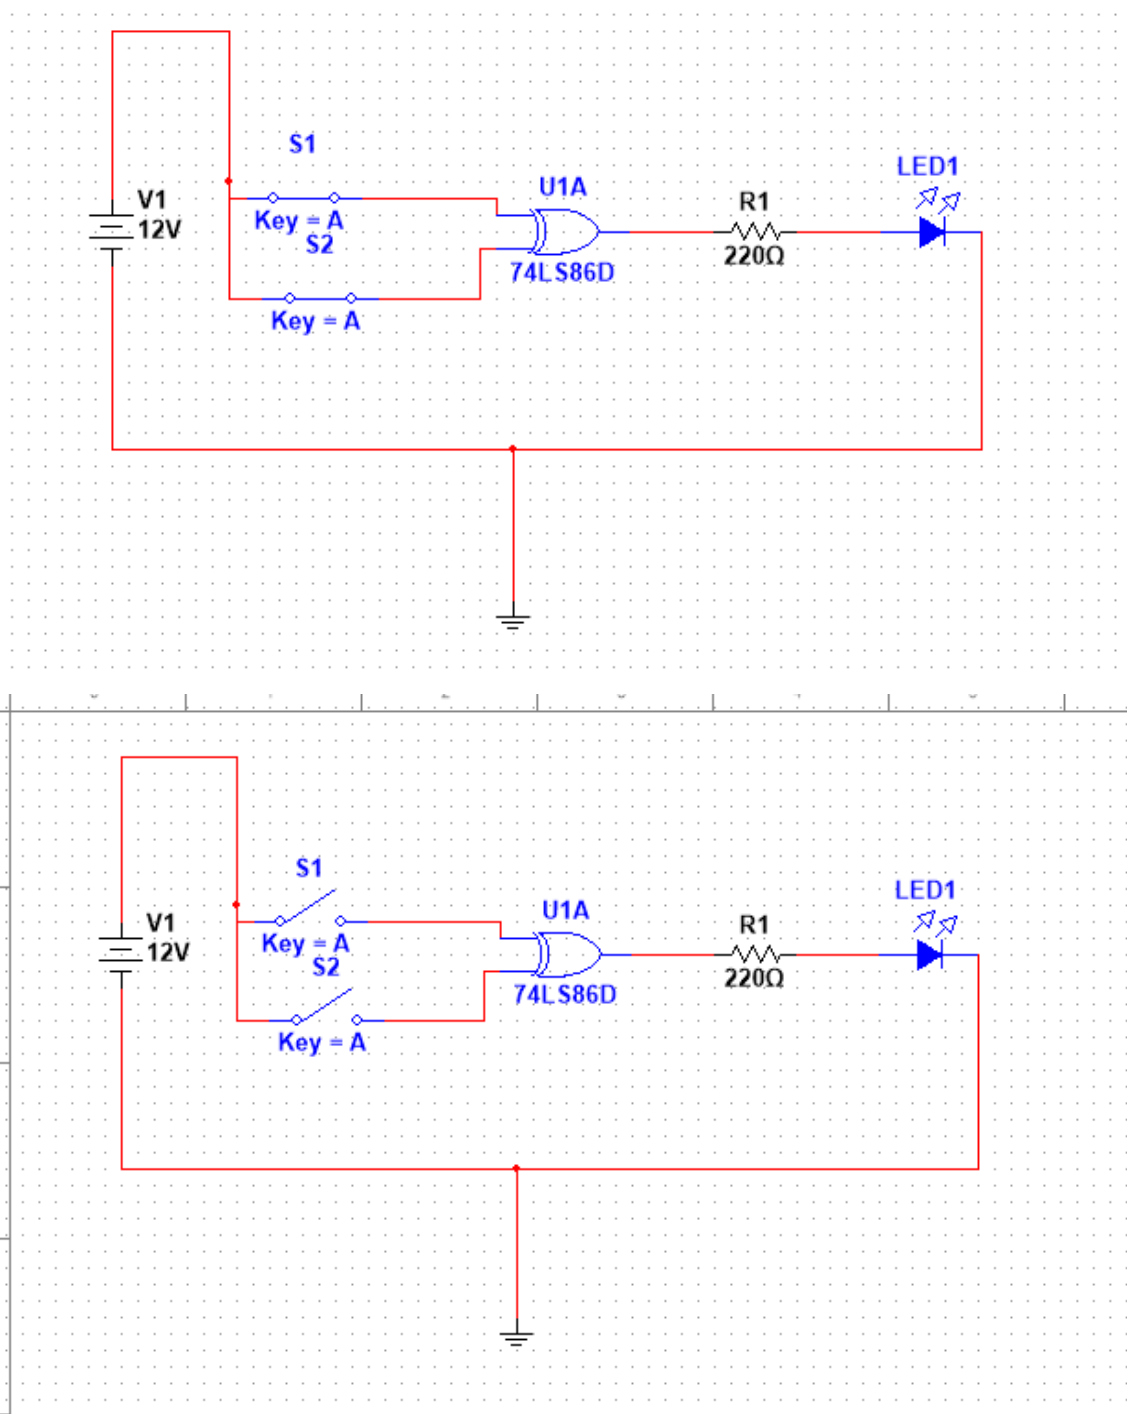 S1
LED1
V1
12V
Key = A
U1A
R1
S2
74LS86D
220Ω
Key = A
S1
LED1
V1
12V
Key = A
U1A
R1
S2
74LS86D
220Ω
Key = A